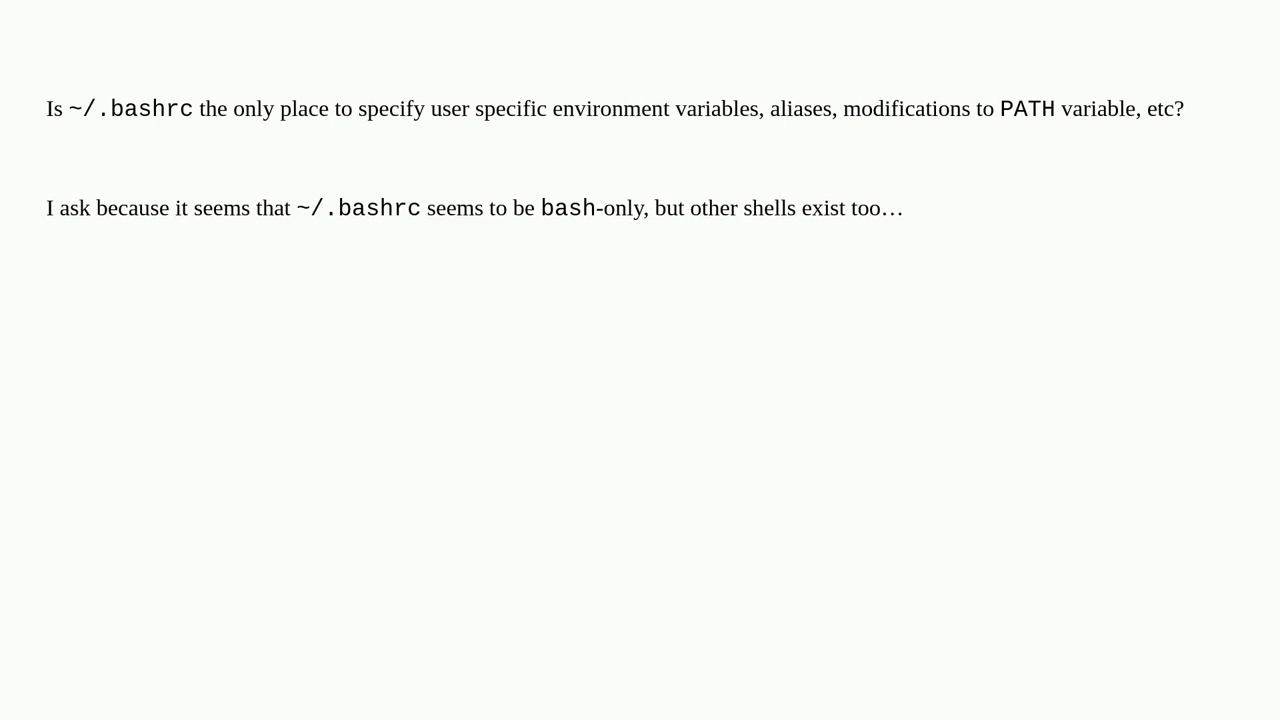 Is ~/.bashrc the only place to specify user specific environment variables, aliases, modifications to PATH variable, etc?
I ask because it seems that ~/.bashrc seems to be bash-only, but other shells exist too…